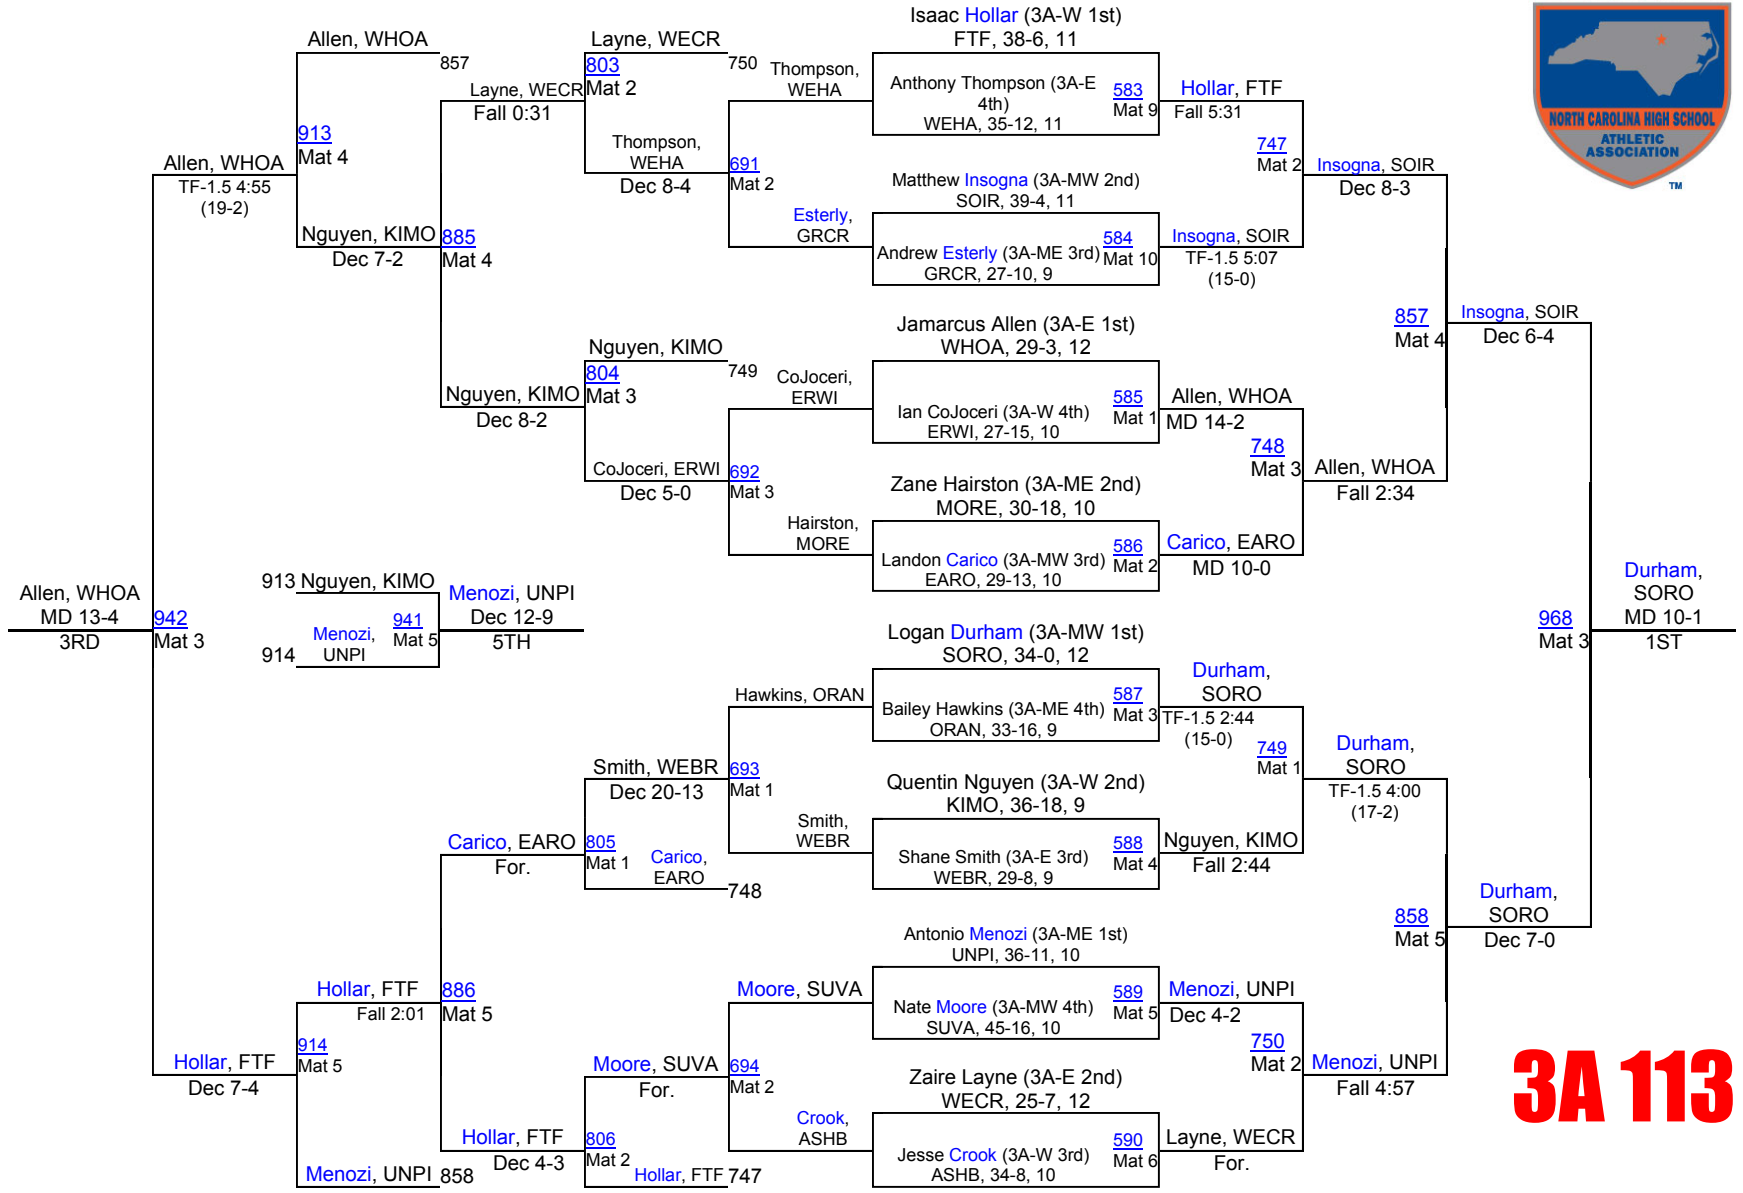 Isaac Hollar (3A-W 1st)
FTF, 38-6, 11
Anthony Thompson (3A-E
4th)
WEHA, 35-12, 11
583
Mat 9
Matthew Insogna (3A-MW 2nd)
SOIR, 39-4, 11
Andrew Esterly (3A-ME 3rd)
GRCR, 27-10, 9
584
Mat 10
Jamarcus Allen (3A-E 1st)
WHOA, 29-3, 12
Ian CoJoceri (3A-W 4th)
ERWI, 27-15, 10
585
Mat 1
Zane Hairston (3A-ME 2nd)
MORE, 30-18, 10
Landon Carico (3A-MW 3rd)
EARO, 29-13, 10
586
Mat 2
Logan Durham (3A-MW 1st)
SORO, 34-0, 12
Bailey Hawkins (3A-ME 4th)
ORAN, 33-16, 9
587
Mat 3
Quentin Nguyen (3A-W 2nd)
KIMO, 36-18, 9
Shane Smith (3A-E 3rd)
WEBR, 29-8, 9
588
Mat 4
Antonio Menozi (3A-ME 1st)
UNPI, 36-11, 10
Nate Moore (3A-MW 4th)
SUVA, 45-16, 10
589
Mat 5
Zaire Layne (3A-E 2nd)
WECR, 25-7, 12
Jesse Crook (3A-W 3rd)
ASHB, 34-8, 10
590
Mat 6
Hollar, FTF
Fall 5:31
747
Mat 2
Insogna, SOIR
TF-1.5 5:07
(15-0)
Allen, WHOA
MD 14-2
748
Mat 3
Carico, EARO
MD 10-0
Durham,
SORO
TF-1.5 2:44
(15-0)
749
Mat 1
Nguyen, KIMO
Fall 2:44
Menozi, UNPI
Dec 4-2
750
Mat 2
Layne, WECR
For.
Insogna, SOIR
Dec 8-3
857
Mat 4
Allen, WHOA
Fall 2:34
Durham,
SORO
TF-1.5 4:00
(17-2)
858
Mat 5
Menozi, UNPI
Fall 4:57
Insogna, SOIR
Dec 6-4
968
Mat 3
Durham,
SORO
Dec 7-0
Durham,
SORO
MD 10-1
1ST
Thompson,
WEHA
691
Mat 2
Esterly,
GRCR
CoJoceri,
ERWI
692
Mat 3
Hairston,
MORE
Hawkins, ORAN
693
Mat 1
Smith,
WEBR
Moore, SUVA
694
Mat 2
Crook,
ASHB
Layne, WECR
750
803
Mat 2
Thompson,
WEHA
Dec 8-4
Nguyen, KIMO
749
804
Mat 3
CoJoceri, ERWI
Dec 5-0
Smith, WEBR
Dec 20-13
805
Mat 1
Carico,
EARO
748
Moore, SUVA
For.
806
Mat 2
Hollar, FTF 747
Layne, WECR
Fall 0:31
885
Mat 4
Nguyen, KIMO
Dec 8-2
Carico, EARO
For.
886
Mat 5
Hollar, FTF
Dec 4-3
Allen, WHOA
857
913
Mat 4
Nguyen, KIMO
Dec 7-2
Hollar, FTF
Fall 2:01
914
Mat 5
Menozi, UNPI 858
Allen, WHOA
TF-1.5 4:55
(19-2)
942
Mat 3
Hollar, FTF
Dec 7-4
Allen, WHOA
MD 13-4
3RD
913 Nguyen, KIMO
941
Mat 5
914
Menozi,
UNPI
Menozi, UNPI
Dec 12-9
5TH
NORTH CAROLINA HIGH SCHOOL
ATHLETIC
ASSOCIATION
TM
3A 113